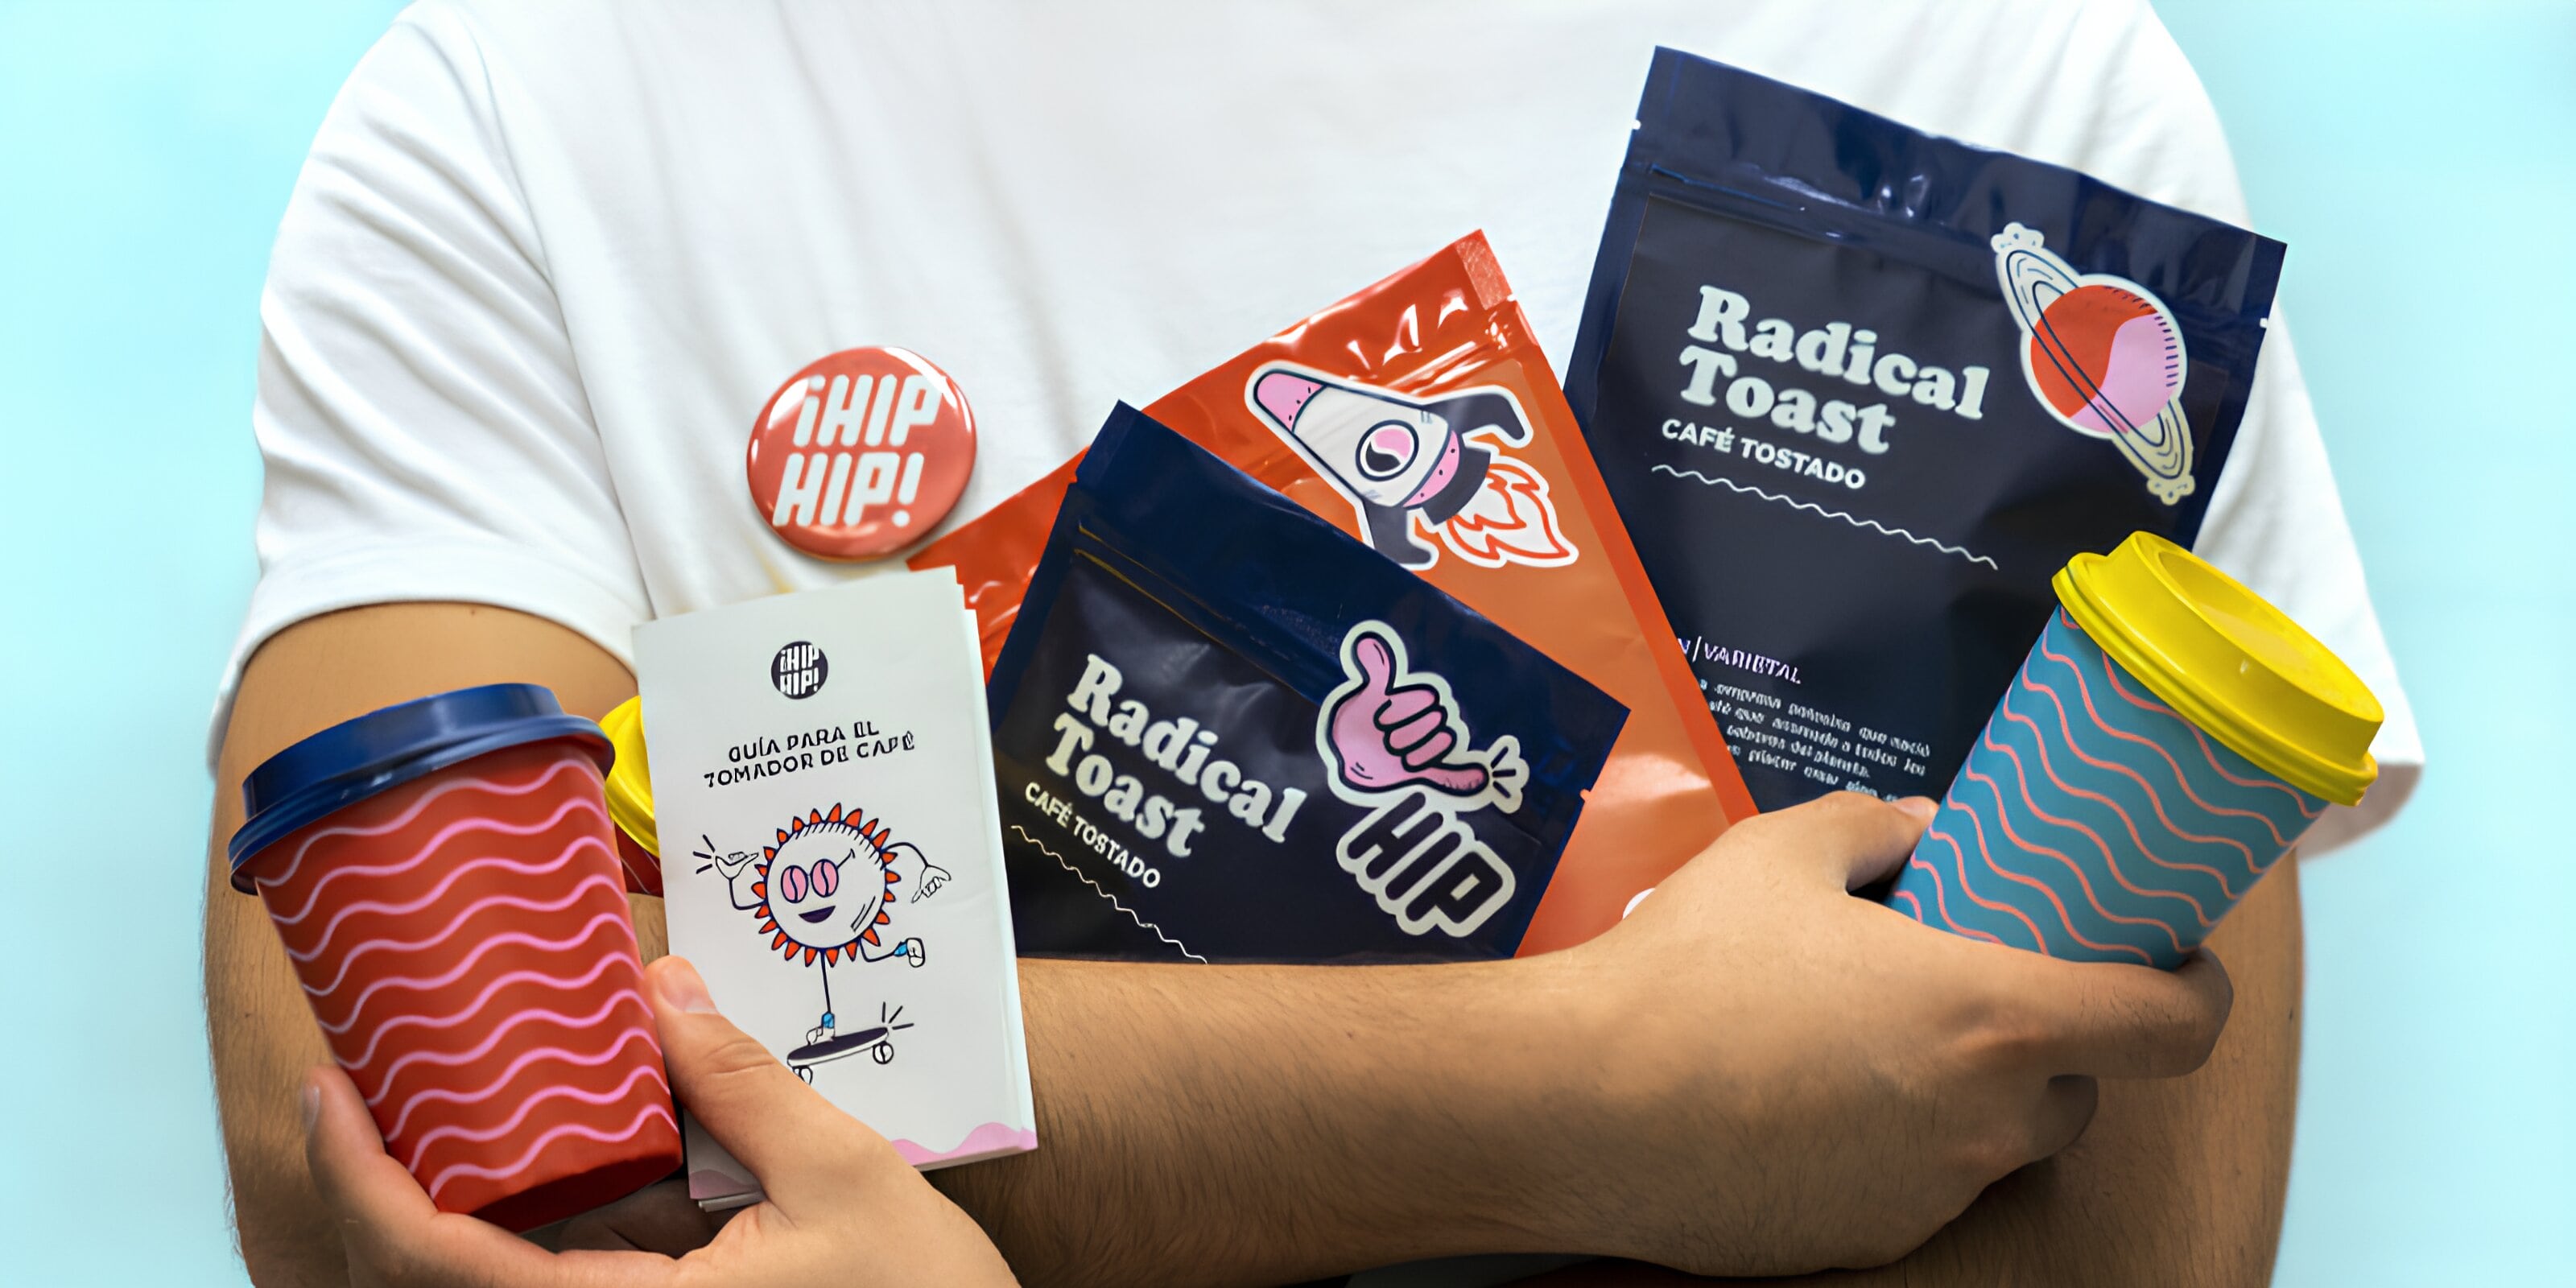 ¡HIP
HIP!
¡HIP
HIP!
GUÍA PARA EL
TOMADOR DE CAFÉ
Radical
Toast
CAFÉ TOSTADO
HIP
Radical
Toast
CAFÉ TOSTADO
VARIETAL